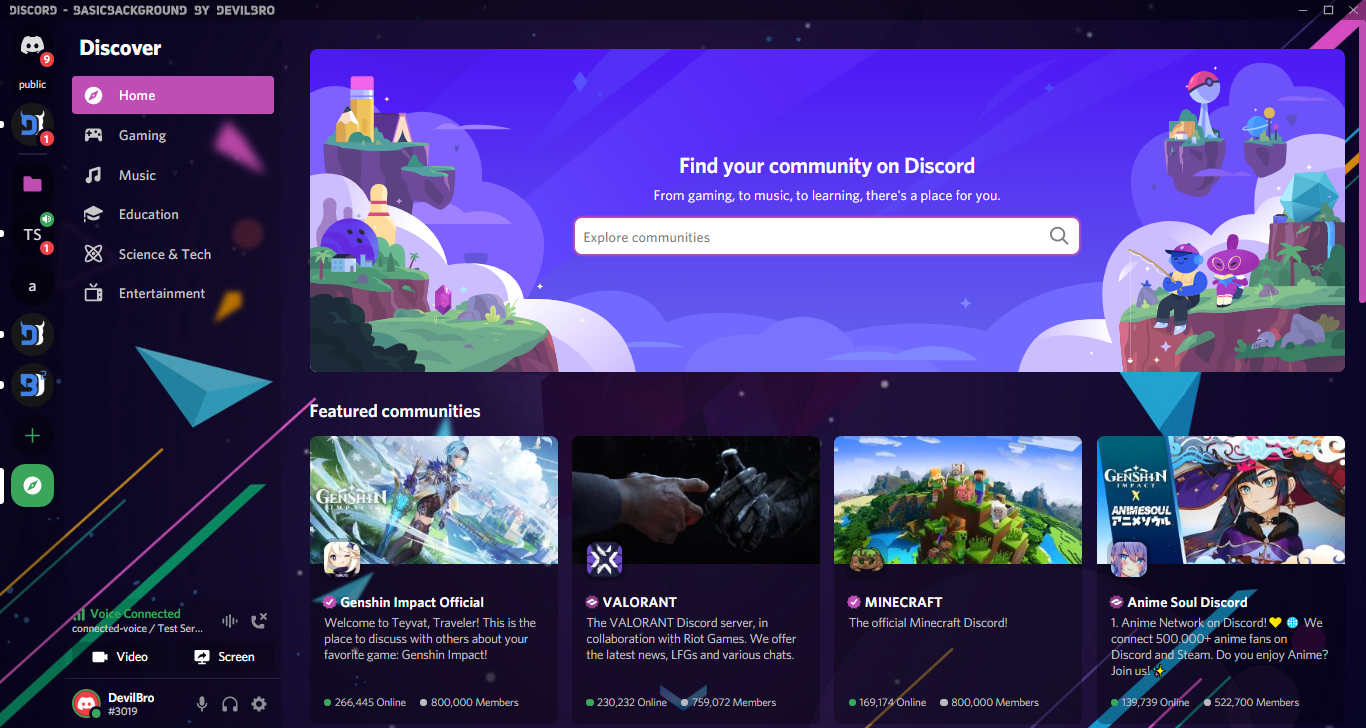 DISCORD - BASICBACKGROUND BY DEVILBRO
9
public
1
TS
1
a
Discover
Home
Gaming
Music
Education
Science & Tech
Entertainment
Find your community on Discord
From gaming, to music, to learning, there's a place for you.
Explore communities
Featured communities
GENSHIN
IMPACT
GENSHIN
IMPACT
X
ANIMESOUL
アニメソウル
Genshin Impact Official
Welcome to Teyvat, Traveler! This is the
place to discuss with others about your
favorite game: Genshin Impact!
266,445 Online 800,000 Members
VALORANT
The VALORANT Discord server, in
collaboration with Riot Games. We offer
the latest news, LFGs and various chats.
230,232 Online 759,072 Members
MINECRAFT
The official Minecraft Discord!
169,174 Online 800,000 Members
Anime Soul Discord
1. Anime Network on Discord! 💛 🌐 We
connect 500.000+ anime fans on
Discord and Steam. Do you enjoy Anime?
Join us! ✨
139,739 Online 522,700 Members
Voice Connected
connected-voice / Test Ser...
Video
Screen
DevilBro
#3019